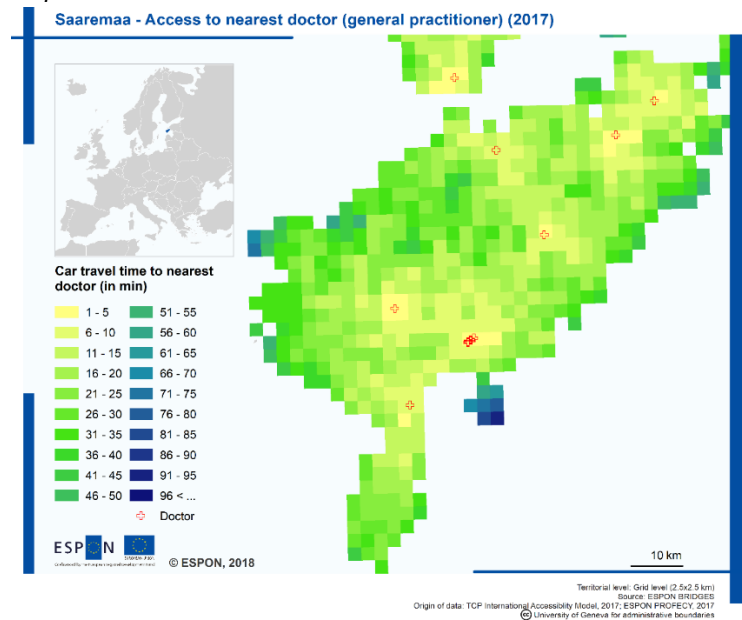 Saaremaa - Access to nearest doctor (general practitioner) (2017)
Car travel time to nearest
doctor (in min)
1 - 5 51 - 55
6 - 10 56 - 60
11 - 15 61 - 65
16 - 20 66 - 70
21 - 25 71 - 75
26 - 30 76 - 80
31 - 35 81 - 85
36 - 40 86 - 90
41 - 45 91 - 95
46 - 50 96 < ...
Doctor
ESPON
© ESPON, 2018
10 km
Territorial level: Grid level (2.5x2.5 km)
Source: ESPON BRIDGES
Origin of data: TCP International Accessiblity Model, 2017; ESPON PROFECY, 2017
University of Geneva for administrative boundaries